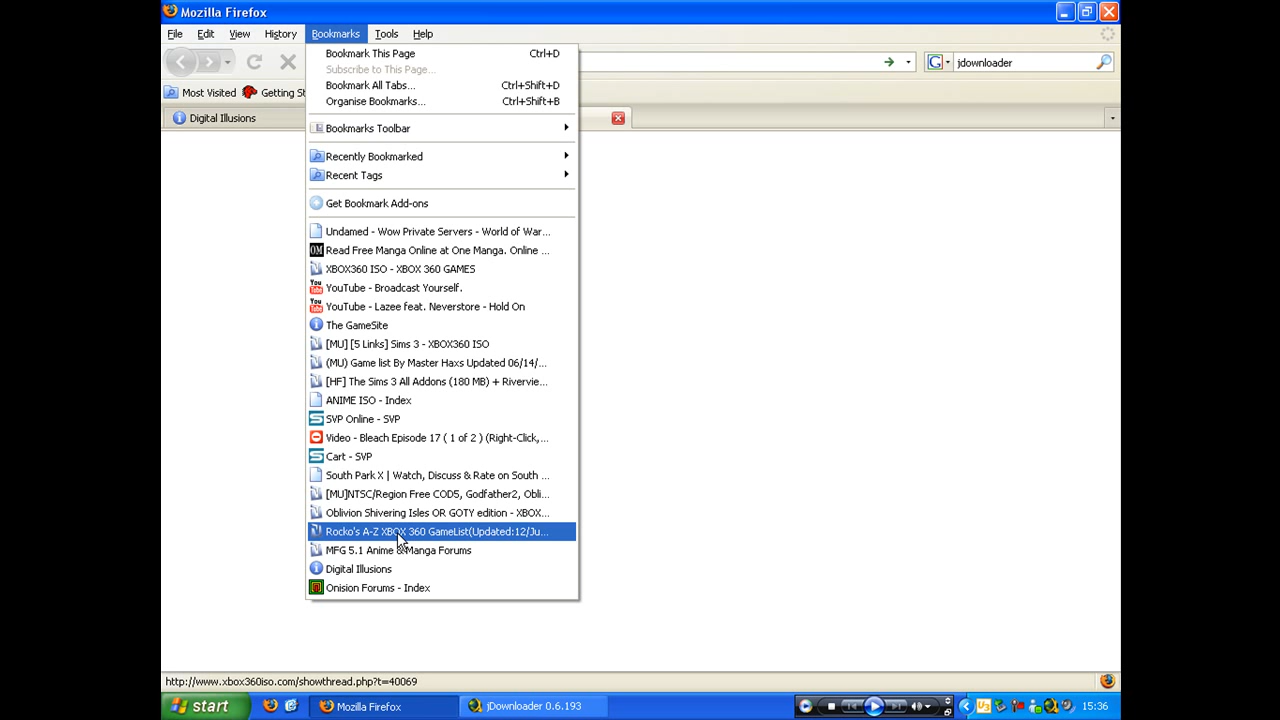 Mozilla Firefox
File Edit View History Bookmarks Tools Help
Bookmark This Page Ctrl+D
Subscribe to This Page...
Bookmark All Tabs... Ctrl+Shift+D
Organise Bookmarks... Ctrl+Shift+B
jdownloader
Most Visited Getting St
Digital Illusions
Bookmarks Toolbar
Recently Bookmarked
Recent Tags
Get Bookmark Add-ons
Undamed - Wow Private Servers - World of War...
OM Read Free Manga Online at One Manga. Online ...
XBOX360 ISO - XBOX 360 GAMES
YouTube - Broadcast Yourself.
YouTube - Lazee feat. Neverstore - Hold On
The GameSite
[MU] [5 Links] Sims 3 - XBOX360 ISO
(MU) Game list By Master Haxs Updated 06/14/...
[HF] The Sims 3 All Addons (180 MB) + Rivervie...
ANIME ISO - Index
SVP Online - SVP
Video - Bleach Episode 17 ( 1 of 2 ) (Right-Click,...
Cart - SVP
South Park X | Watch, Discuss & Rate on South ...
[MU]NTSC/Region Free COD5, Godfather2, Obli...
Oblivion Shivering Isles OR GOTY edition - XBOX...
Rocko's A-Z XBOX 360 GameList(Updated:12/Ju...
MFG 5.1 Anime & Manga Forums
Digital Illusions
Onision Forums - Index
http://www.xbox360iso.com/showthread.php?t=40069
start Mozilla Firefox jDownloader 0.6.193 15:36